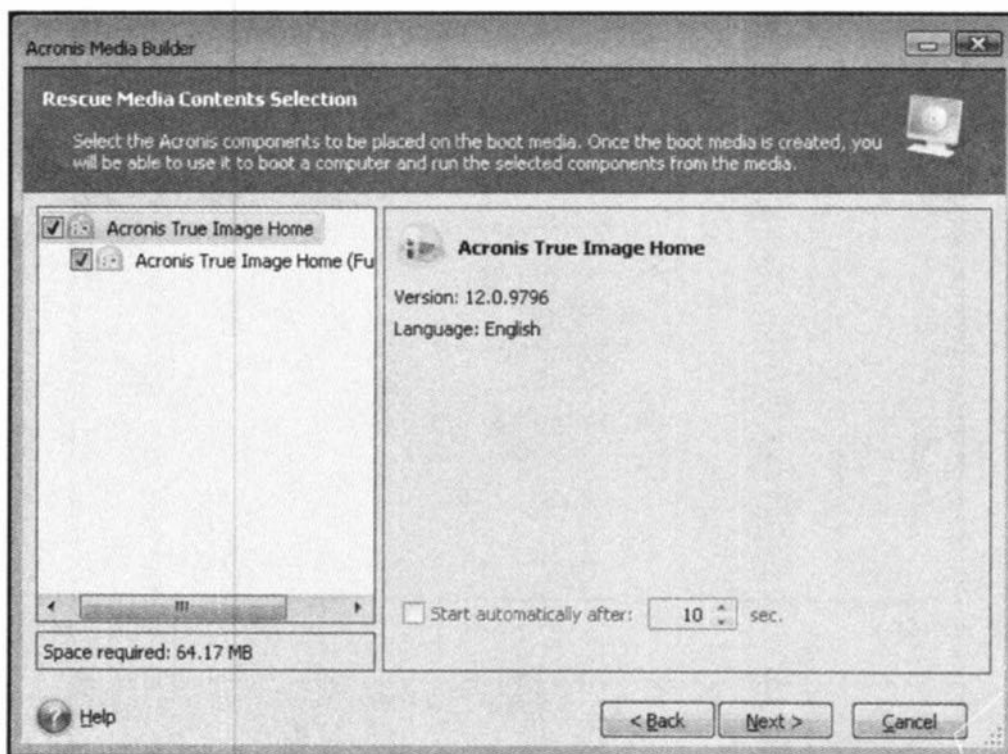 Acronis Media Builder
Rescue Media Contents Selection
Select the Acronis components to be placed on the boot media. Once the boot media is created, you
will be able to use it to boot a computer and run the selected components from the media.
Acronis True Image Home
Acronis True Image Home (Fu
Space required: 64.17 MB
Acronis True Image Home
Version: 12.0.9796
Language: English
Start automatically after: 10 sec.
Help
< Back
Next >
Cancel